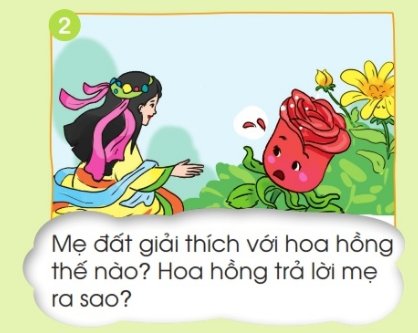 2
Mẹ đất giải thích với hoa hồng
thế nào? Hoa hồng trả lời mẹ
ra sao?